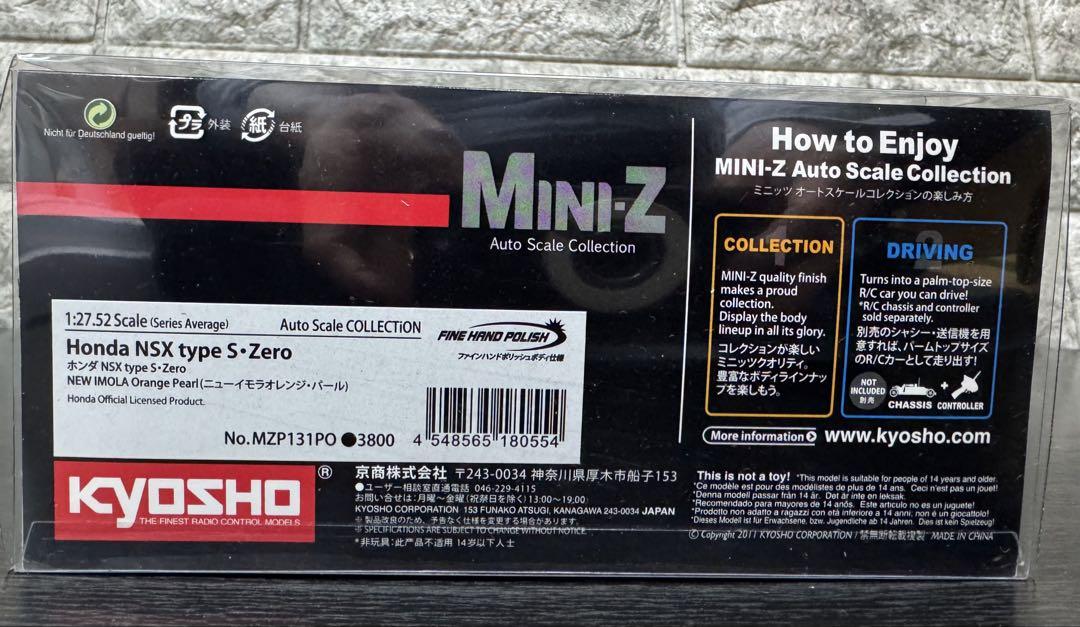 Nicht für Deutschland gueltig!
プラ 外装
紙 台紙
MINI-Z
Auto Scale Collection
1:27.52 Scale (Series Average) Auto Scale COLLECTiON
Honda NSX type S・Zero
ホンダ NSX type S・Zero
NEW IMOLA Orange Pearl(ニューイモラオレンジ・パール)
Honda Official Licensed Product.
FINE HAND POLISH
ファインハンドポリッシュボディ仕様
No.MZP131PO ●3800
4 548565 180554
KYOSHO®
THE FINEST RADIO CONTROL MODELS
京商株式会社 〒243-0034 神奈川県厚木市船子153
●ユーザー相談室直通電話 046-229-4115
お問い合せは:月曜～金曜(祝祭日を除く)13:00～19:00
KYOSHO CORPORATION 153 FUNAKO ATSUGI, KANAGAWA 243-0034 JAPAN
※製品改良のため、予告なく仕様を変更する場合があります。
※SPECIFICATIONS ARE SUBJECT TO CHANGE WITHOUT NOTICE.
*非玩具:此产品不适用 14岁以下人士
How to Enjoy
MINI-Z Auto Scale Collection
ミニッツ オートスケールコレクションの楽しみ方
1
COLLECTION
MINI-Z quality finish
makes a proud
collection.
Display the body
lineup in all its glory.
コレクションが楽しい
ミニッツクオリティ。
豊富なボディラインナッ
プを楽しもう。
2
DRIVING
Turns into a palm-top-size
R/C car you can drive!
*R/C chassis and controller
sold separately.
別売のシャシー・送信機を用
意すれば、パームトップサイズ
のR/Cカーとして走り出す!
NOT
INCLUDED
別売
+
CHASSIS CONTROLLER
More information www.kyosho.com
This is not a toy! *This model is suitable for people of 14 years and older.
*Ce modèle est pour des modélistes de plus de 14 ans. Ceci n'est pas un jouet!
*Denna modell passar från 14 år. Det är inte en leksak.
*Recomendado para mayores de 14 años. Este artículo no es un juguete!
*Prodotto non adatto a ragazzi con età inferiore a 14 anni; non è un giocattolo!
*Dieses Modell ist für Erwachsene, bzw. Jugendliche ab 14 Jahren. Dies ist kein Spielzeug!
© Copyright 2011 KYOSHO CORPORATION / 禁無断転載複製 MADE IN CHINA